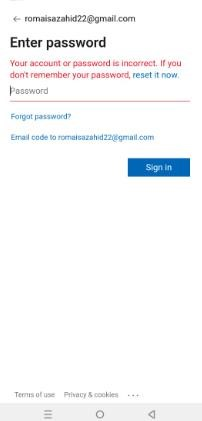 ← romaisazahid22@gmail.com
Enter password
Your account or password is incorrect. If you
don't remember your password, reset it now.
Password
Forgot password?
Email code to romaisazahid22@gmail.com
Sign in
Terms of use Privacy & cookies ...